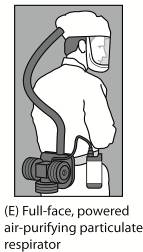 (E) Full-face, powered
air-purifying particulate
respirator